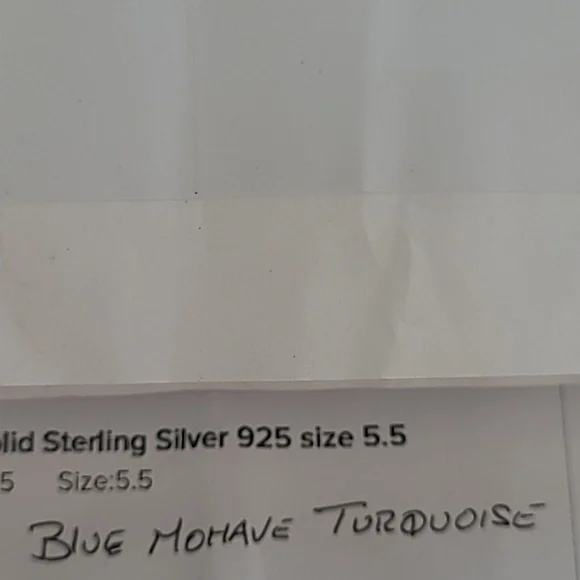 lid Sterling Silver 925 size 5.5
5 Size:5.5
BLUE MOHAVE TURQUOISE